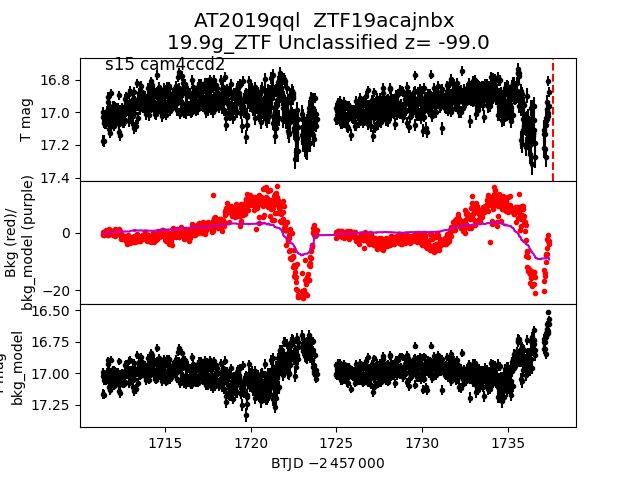 AT2019qql ZTF19acajnbx
19.9g_ZTF Unclassified z= -99.0
s15 cam4ccd2
T mag
16.8
17.0
17.2
17.4
Bkg (red)/
bkg_model (purple)
0
−20
bkg_model
16.50
16.75
17.00
17.25
1715
1720
1725
1730
1735
BTJD −2 457 000